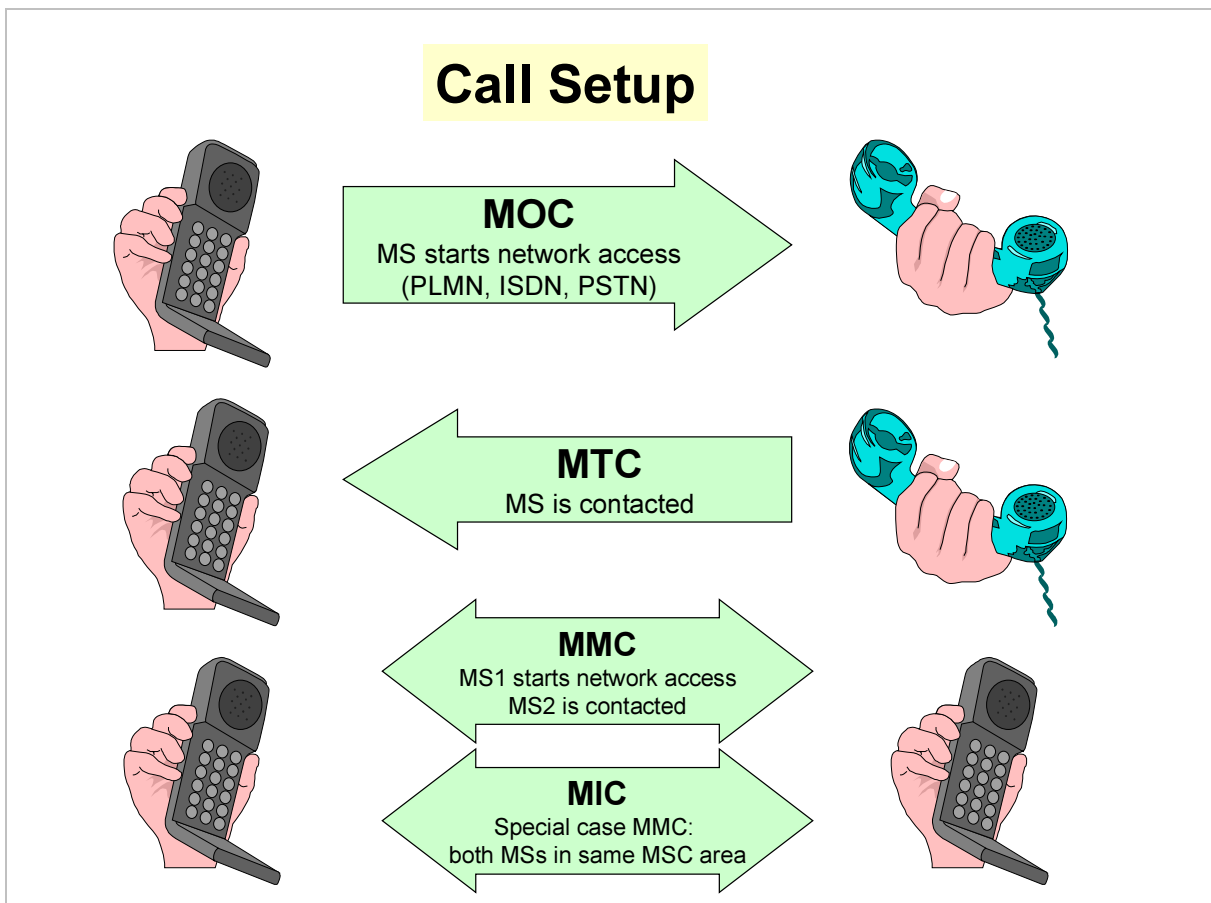 Call Setup
MOC
MS starts network access
(PLMN, ISDN, PSTN)
MTC
MS is contacted
MMC
MS1 starts network access
MS2 is contacted
MIC
Special case MMC:
both MSs in same MSC area